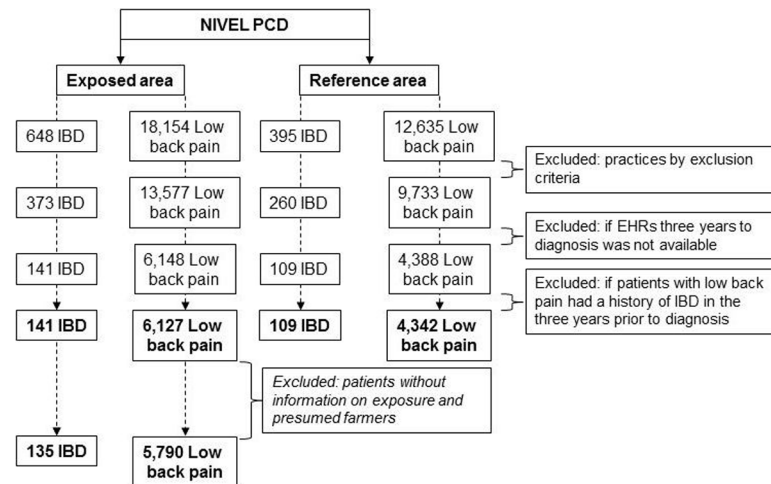 NIVEL PCD
Exposed area
Reference area
648 IBD
18,154 Low
back pain
395 IBD
12,635 Low
back pain
Excluded: practices by exclusion
criteria
373 IBD
13,577 Low
back pain
260 IBD
9,733 Low
back pain
Excluded: if EHRs three years to
diagnosis was not available
141 IBD
6,148 Low
back pain
109 IBD
4,388 Low
back pain
Excluded: if patients with low back
pain had a history of IBD in the
three years prior to diagnosis
141 IBD
6,127 Low
back pain
109 IBD
4,342 Low
back pain
Excluded: patients without
information on exposure and
presumed farmers
135 IBD
5,790 Low
back pain